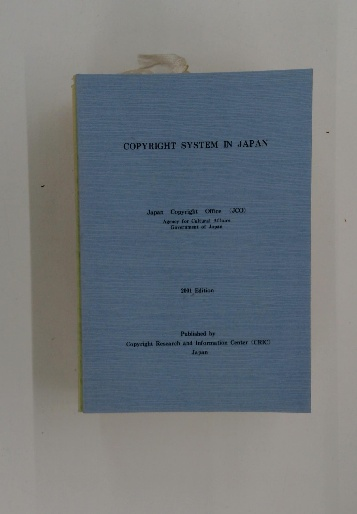 COPYRIGHT SYSTEM IN JAPAN
Japan Copyright Office (JCO)
Agency for Cultural Affairs
Government of Japan
2001 Edition
Published by
Copyright Research and Information Center (CRIC)
Japan